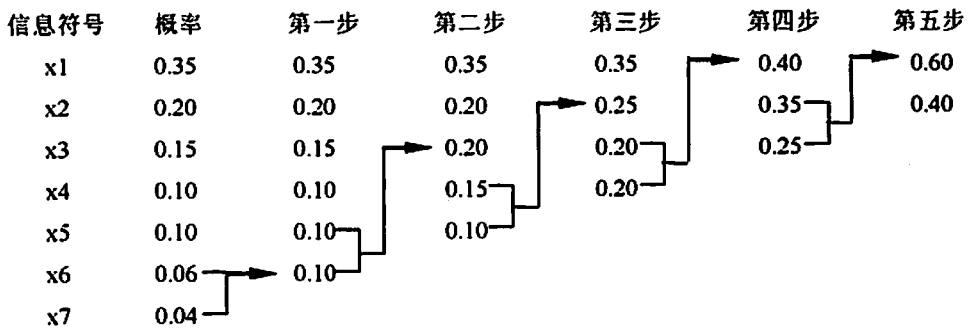 信息符号 概率 第一步 第二步 第三步 第四步 第五步
x1 0.35 0.35 0.35 0.35 0.40 0.60
x2 0.20 0.20 0.20 0.25 0.35 0.40
x3 0.15 0.15 0.20 0.20 0.25
x4 0.10 0.10 0.15 0.20
x5 0.10 0.10 0.10
x6 0.06 0.10
x7 0.04